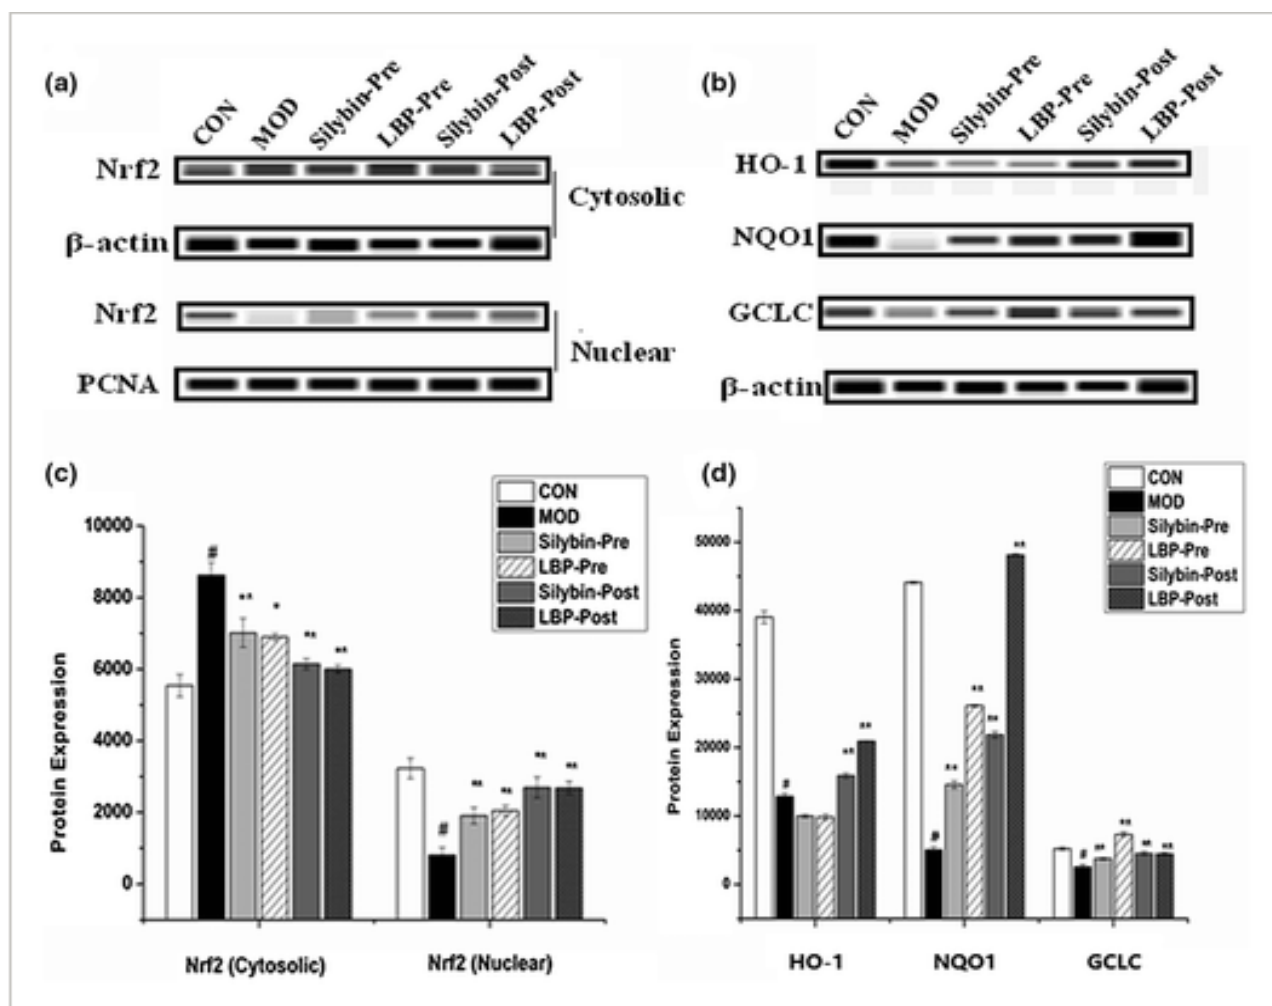 (a)
CON MOD Silybin-Pre LBP-Pre Silybin-Post LBP-Post
Nrf2
Cytosolic
β-actin
Nrf2
Nuclear
PCNA
(b)
CON MOD Silybin-Pre LBP-Pre Silybin-Post LBP-Post
HO-1
NQO1
GCLC
β-actin
(c)
CON
MOD
Silybin-Pre
LBP-Pre
Silybin-Post
LBP-Post
10000
8000
6000
4000
2000
0
Protein Expression
# *^ * *^ *^
# *^ *^ *^ *^
Nrf2 (Cytosolic) Nrf2 (Nuclear)
(d)
CON
MOD
Silybin-Pre
LBP-Pre
Silybin-Post
LBP-Post
50000
40000
30000
20000
10000
0
Protein Expression
# *^ *^
# *^ *^ *^ *^
# *^ *^ *^ *^
HO-1 NQO1 GCLC